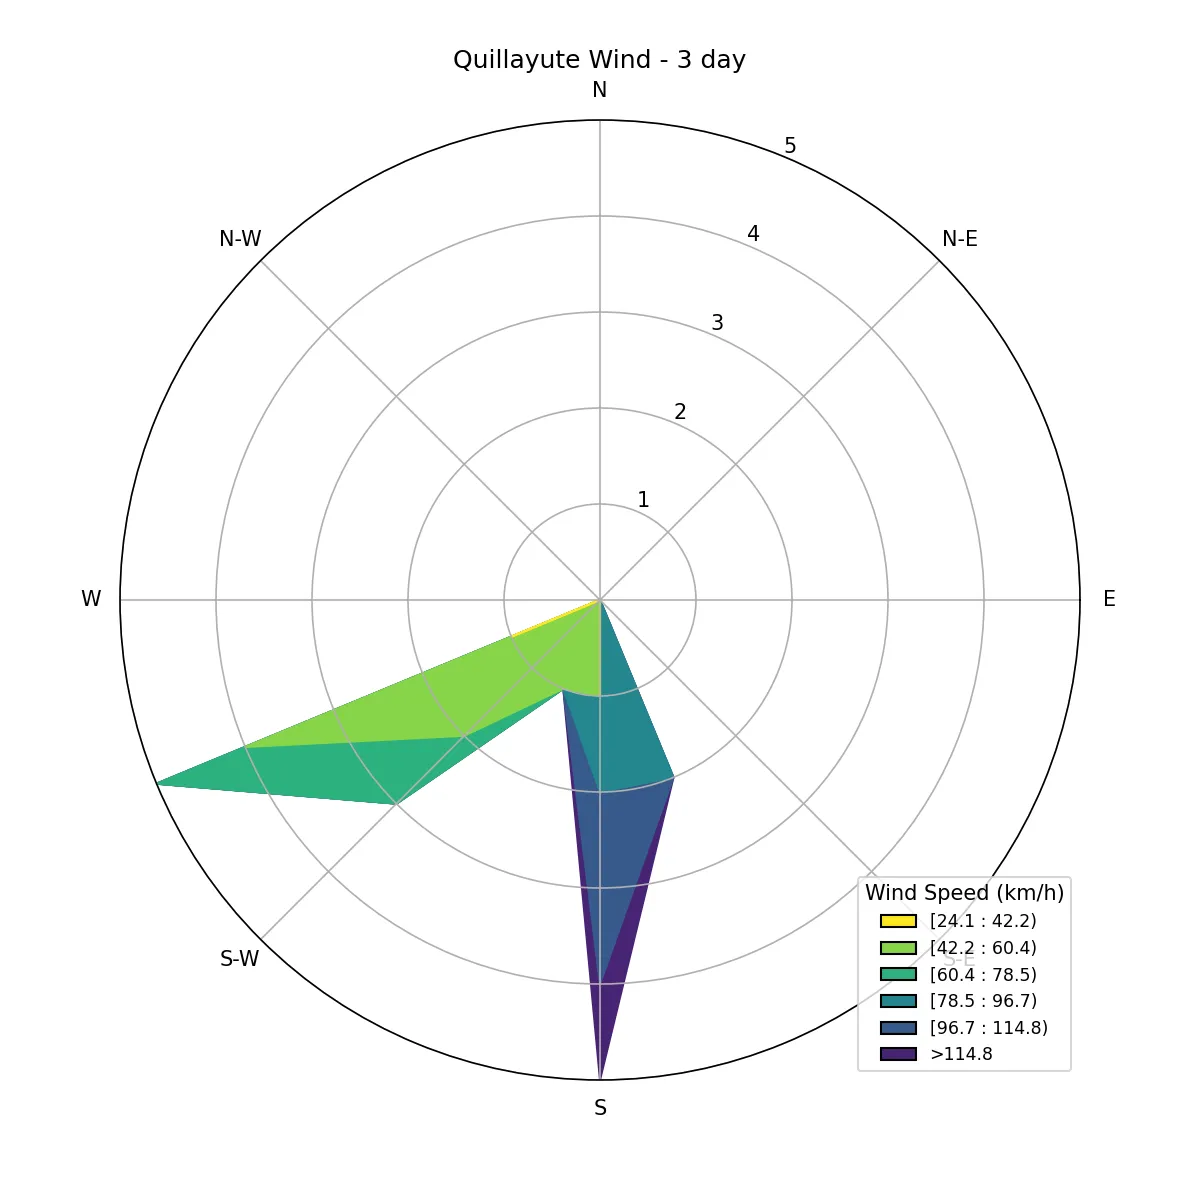 Quillayute Wind - 3 day
N
5
N-W
4
N-E
3
2
1
W
E
Wind Speed (km/h)
[24.1 : 42.2)
[42.2 : 60.4)
S-W
S-E
[60.4 : 78.5)
[78.5 : 96.7)
[96.7 : 114.8)
>114.8
S